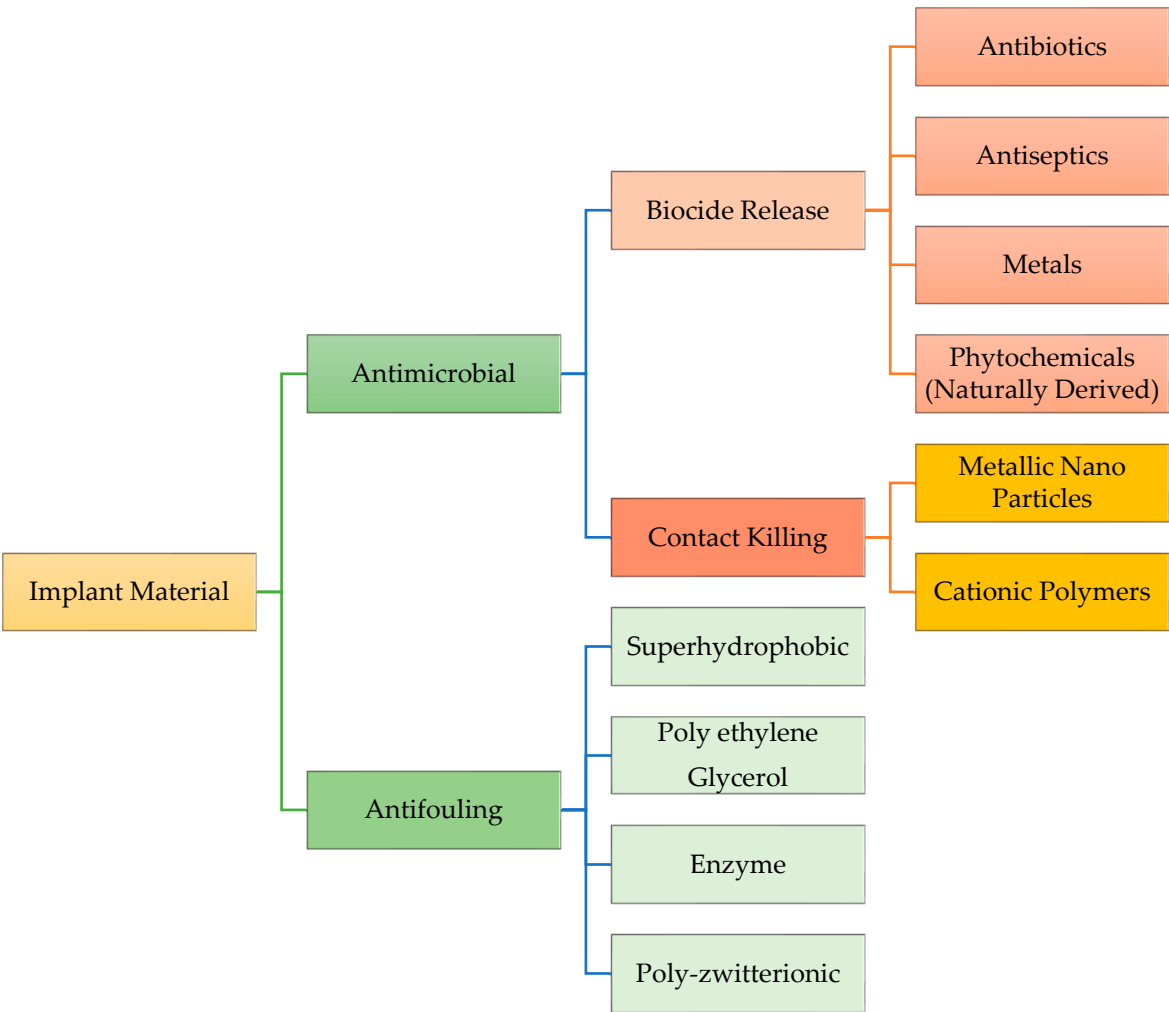 Implant Material
Antimicrobial
Biocide Release
Antibiotics
Antiseptics
Metals
Phytochemicals
(Naturally Derived)
Contact Killing
Metallic Nano
Particles
Cationic Polymers
Antifouling
Superhydrophobic
Poly ethylene
Glycerol
Enzyme
Poly-zwitterionic